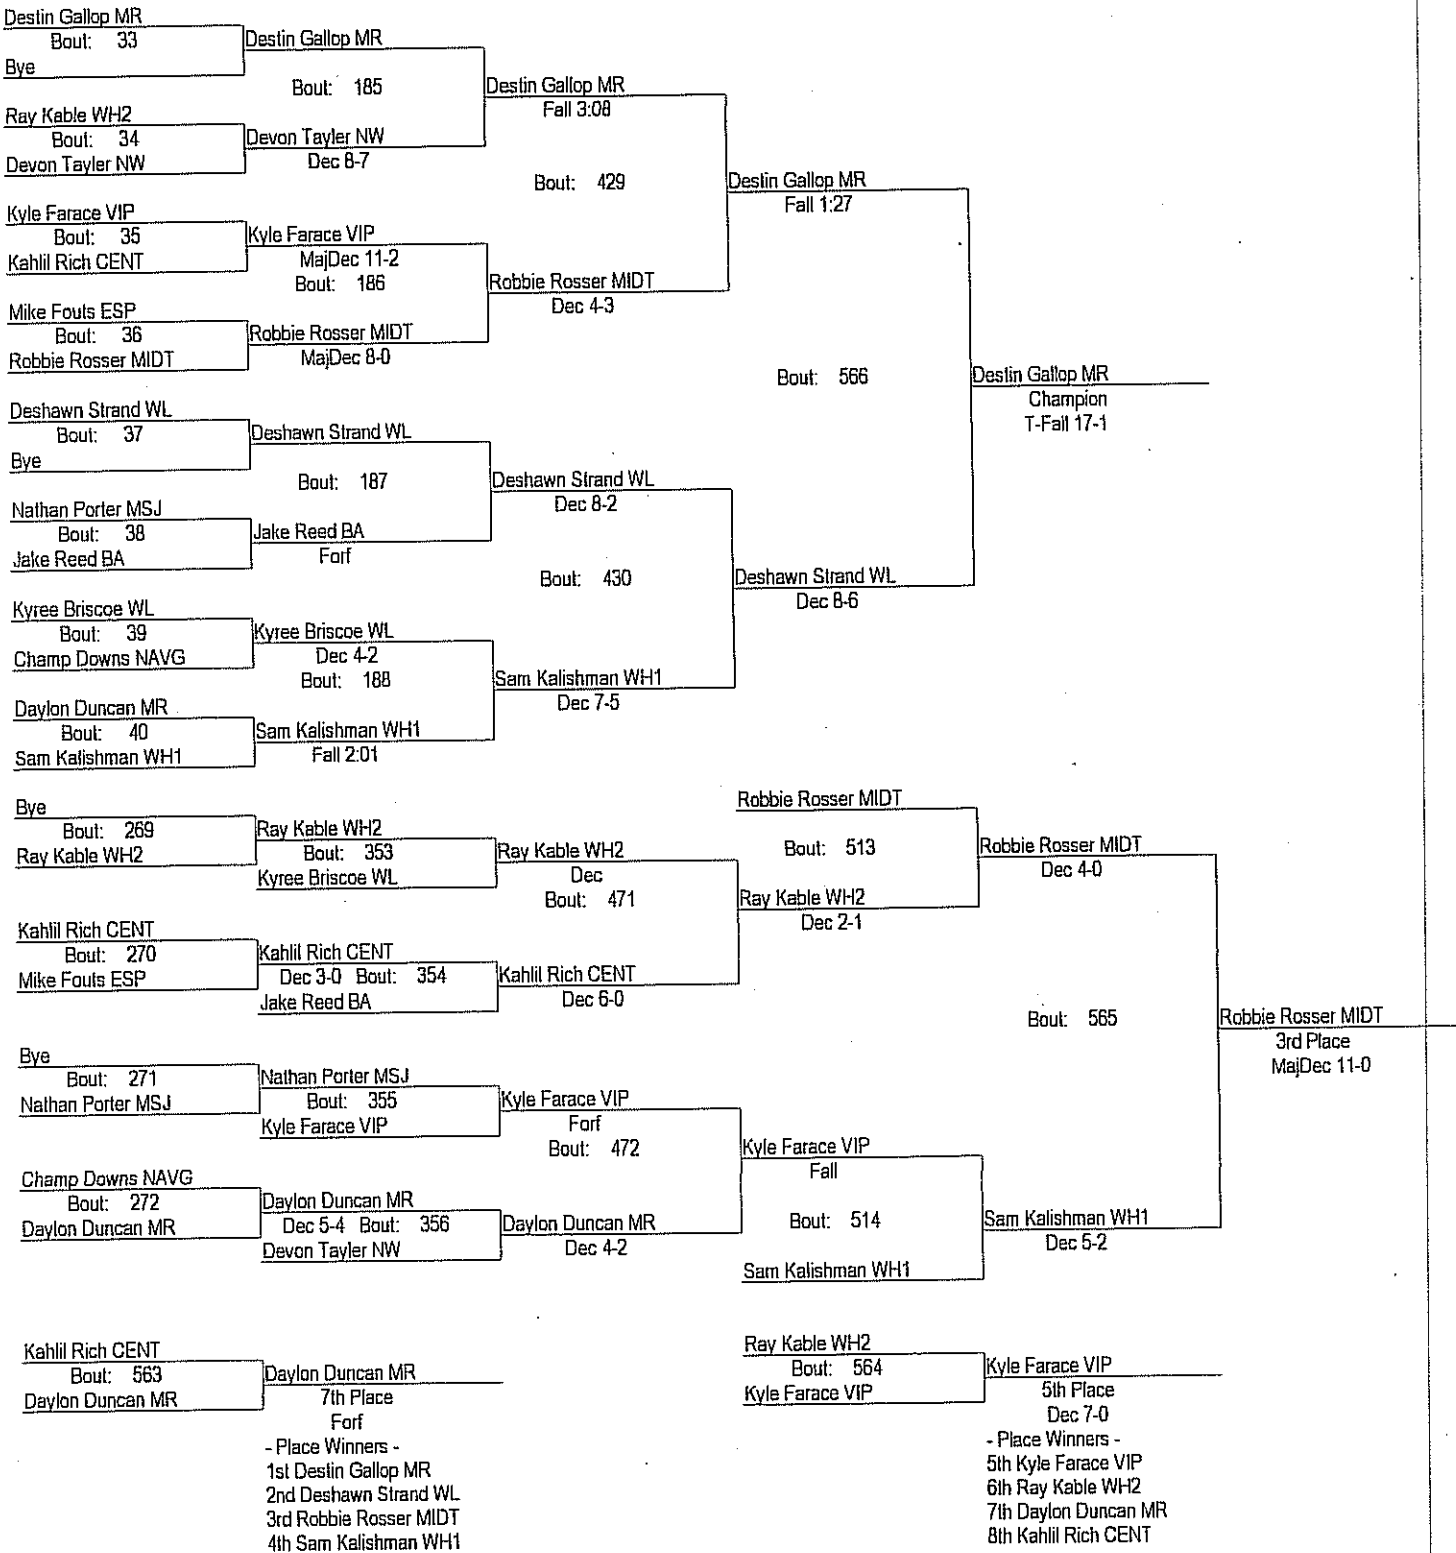 Destin Gallop MR
Bout: 33
Bye
Destin Gallop MR
Bout: 185
Ray Kable WH2
Bout: 34
Devon Tayler NW
Devon Tayler NW
Dec 8-7
Destin Gallop MR
Fall 3:08
Bout: 429
Kyle Farace VIP
Bout: 35
Kahlil Rich CENT
Kyle Farace VIP
MajDec 11-2
Bout: 186
Mike Fouts ESP
Bout: 36
Robbie Rosser MIDT
Robbie Rosser MIDT
MajDec 8-0
Robbie Rosser MIDT
Dec 4-3
Destin Gallop MR
Fall 1:27
Bout: 566
Deshawn Strand WL
Bout: 37
Bye
Deshawn Strand WL
Bout: 187
Nathan Porter MSJ
Bout: 38
Jake Reed BA
Jake Reed BA
Forf
Deshawn Strand WL
Dec 8-2
Bout: 430
Kyree Briscoe WL
Bout: 39
Champ Downs NAVG
Kyree Briscoe WL
Dec 4-2
Bout: 188
Daylon Duncan MR
Bout: 40
Sam Kalishman WH1
Sam Kalishman WH1
Fall 2:01
Sam Kalishman WH1
Dec 7-5
Deshawn Strand WL
Dec 8-6
Destin Gallop MR
Champion
T-Fall 17-1
Bye
Bout: 269
Ray Kable WH2
Ray Kable WH2
Bout: 353
Kyree Briscoe WL
Ray Kable WH2
Dec
Bout: 471
Kahlil Rich CENT
Bout: 270
Mike Fouts ESP
Kahlil Rich CENT
Dec 3-0 Bout: 354
Jake Reed BA
Kahlil Rich CENT
Dec 6-0
Robbie Rosser MIDT
Bout: 513
Ray Kable WH2
Dec 2-1
Robbie Rosser MIDT
Dec 4-0
Bout: 565
Bye
Bout: 271
Nathan Porter MSJ
Nathan Porter MSJ
Bout: 355
Kyle Farace VIP
Kyle Farace VIP
Forf
Bout: 472
Champ Downs NAVG
Bout: 272
Daylon Duncan MR
Daylon Duncan MR
Dec 5-4 Bout: 356
Devon Tayler NW
Daylon Duncan MR
Dec 4-2
Kyle Farace VIP
Fall
Bout: 514
Sam Kalishman WH1
Sam Kalishman WH1
Dec 5-2
Robbie Rosser MIDT
3rd Place
MajDec 11-0
Kahlil Rich CENT
Bout: 563
Daylon Duncan MR
Daylon Duncan MR
7th Place
Forf
- Place Winners -
1st Destin Gallop MR
2nd Deshawn Strand WL
3rd Robbie Rosser MIDT
4th Sam Kalishman WH1
Ray Kable WH2
Bout: 564
Kyle Farace VIP
Kyle Farace VIP
5th Place
Dec 7-0
- Place Winners -
5th Kyle Farace VIP
6th Ray Kable WH2
7th Daylon Duncan MR
8th Kahlil Rich CENT